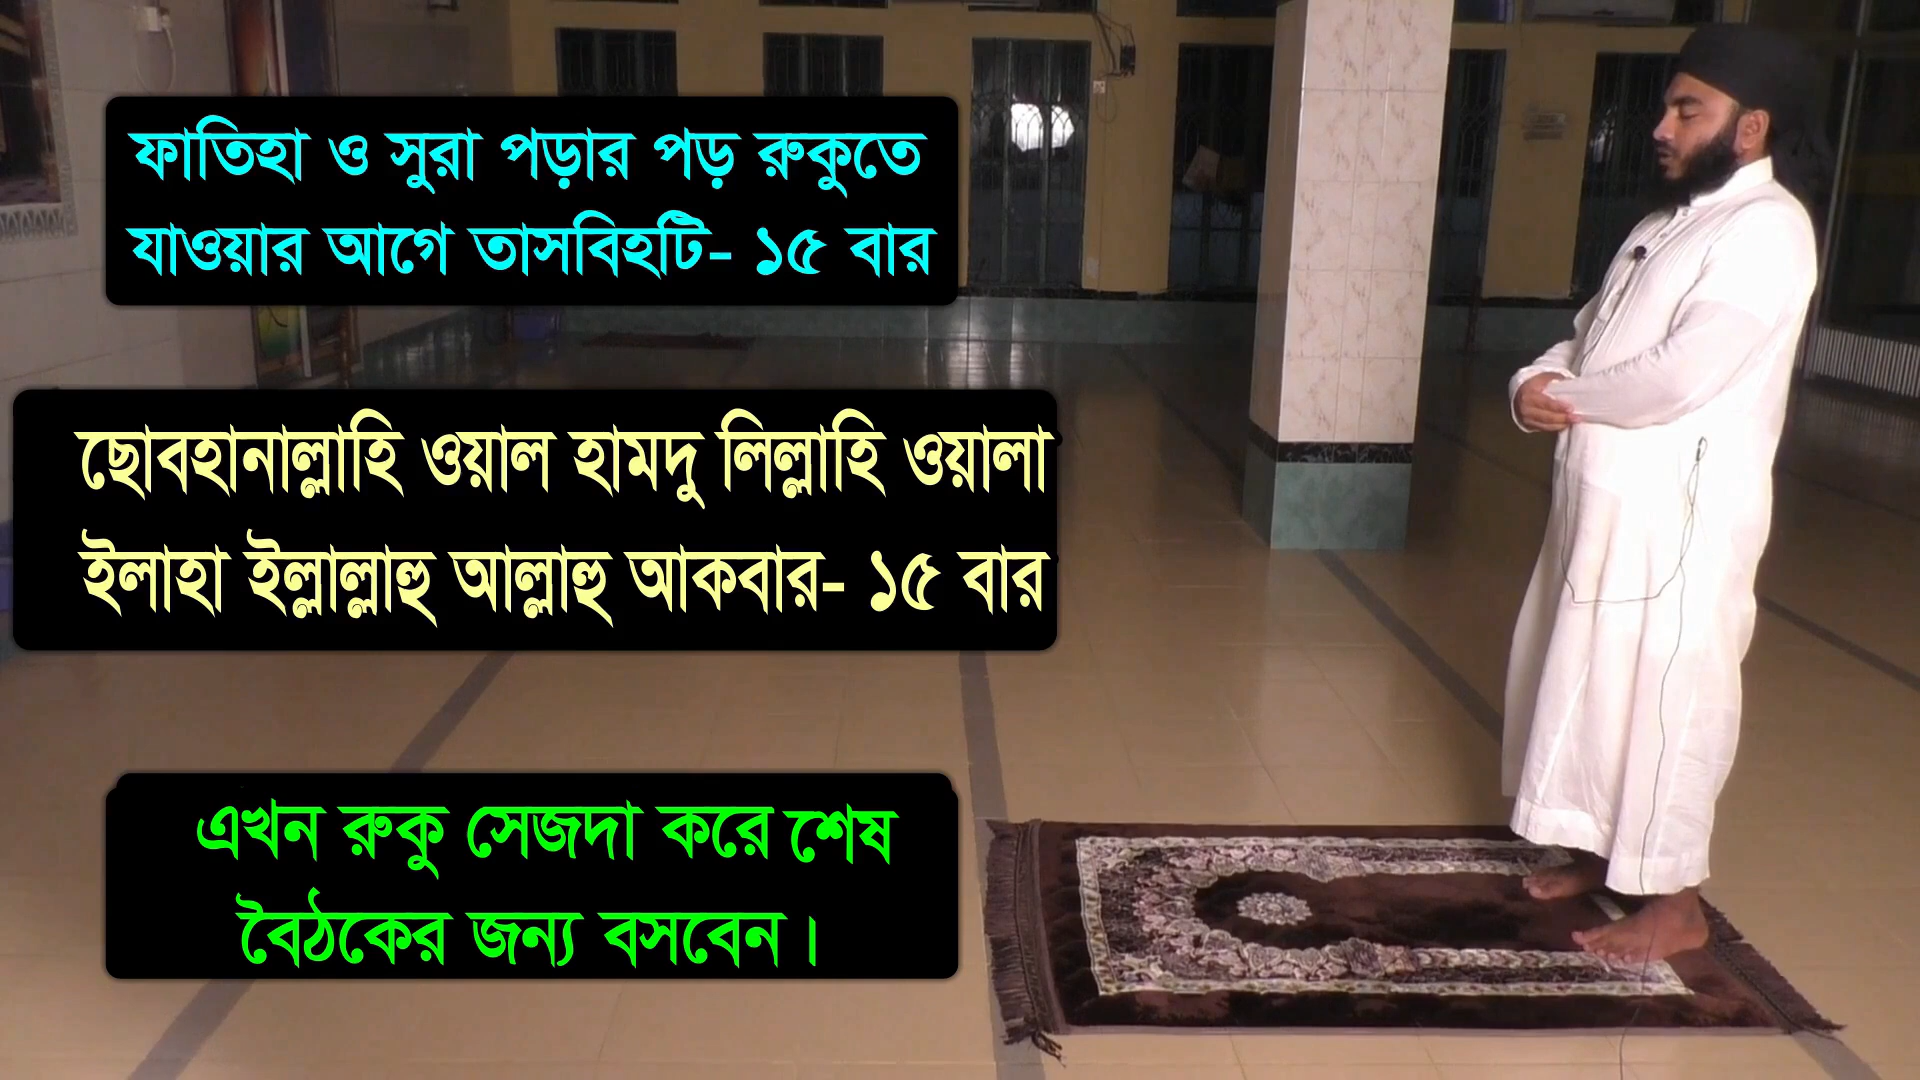 ফাতিহা ও সুরা পড়ার পড় রুকুতে
যাওয়ার আগে তাসবিহটি- ১৫ বার
ছোবহানাল্লাহি ওয়াল হামদু লিল্লাহি ওয়ালা
ইলাহা ইল্লাল্লাহু আল্লাহু আকবার- ১৫ বার
এখন রুকু সেজদা করে শেষ
বৈঠকের জন্য বসবেন।